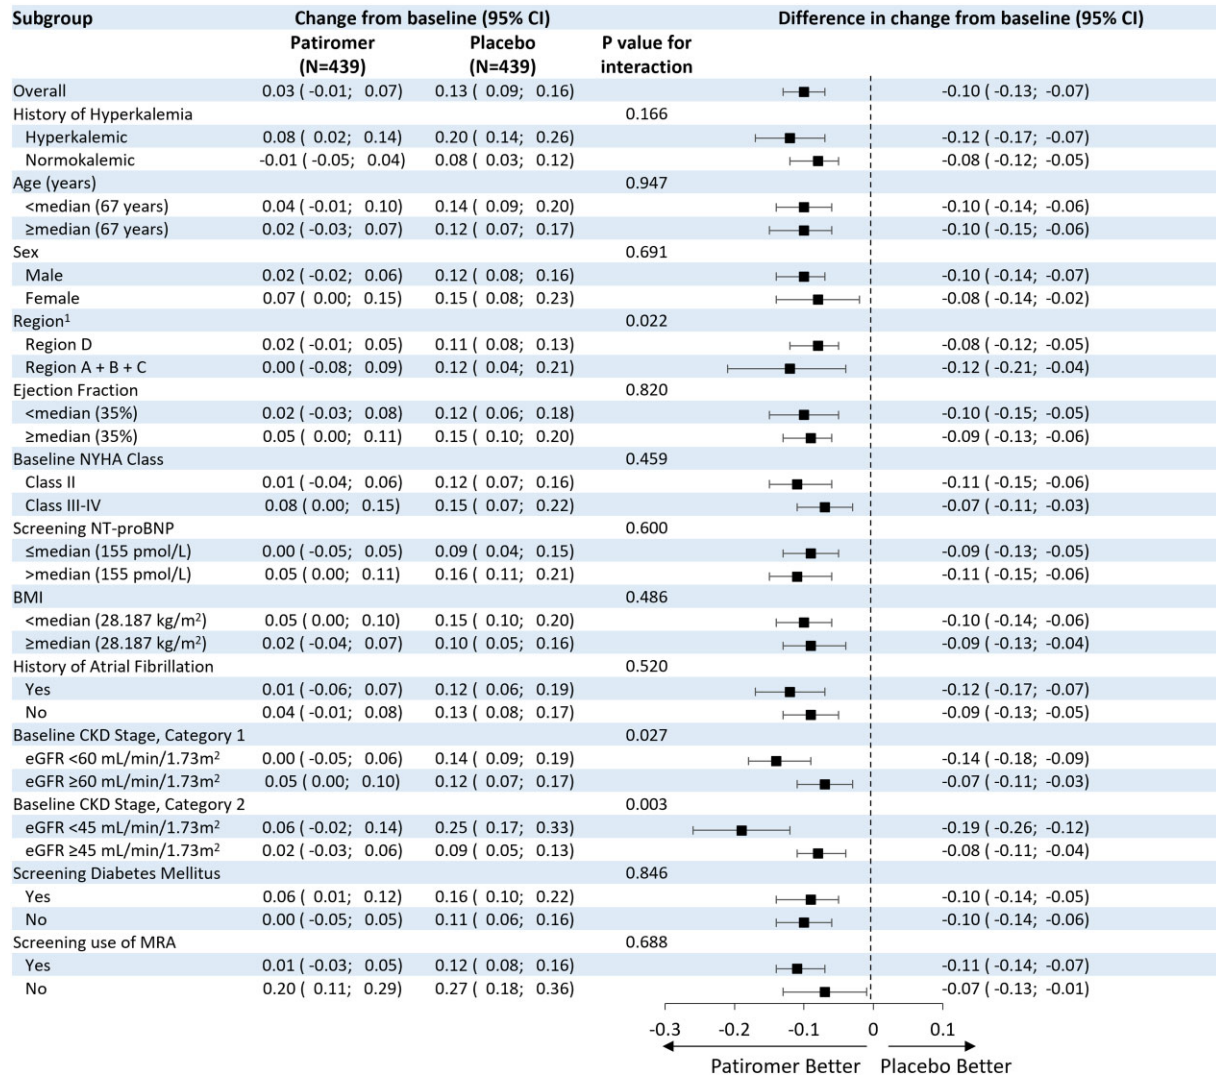 Subgroup Change from baseline (95% CI) Difference in change from baseline (95% CI)
Patiromer (N=439) Placebo (N=439) P value for interaction
Overall 0.03 ( -0.01; 0.07) 0.13 ( 0.09; 0.16) -0.10 ( -0.13; -0.07)
History of Hyperkalemia 0.166
Hyperkalemic 0.08 ( 0.02; 0.14) 0.20 ( 0.14; 0.26) -0.12 ( -0.17; -0.07)
Normokalemic -0.01 ( -0.05; 0.04) 0.08 ( 0.03; 0.12) -0.08 ( -0.12; -0.05)
Age (years) 0.947
<median (67 years) 0.04 ( -0.01; 0.10) 0.14 ( 0.09; 0.20) -0.10 ( -0.14; -0.06)
≥median (67 years) 0.02 ( -0.03; 0.07) 0.12 ( 0.07; 0.17) -0.10 ( -0.15; -0.06)
Sex 0.691
Male 0.02 ( -0.02; 0.06) 0.12 ( 0.08; 0.16) -0.10 ( -0.14; -0.07)
Female 0.07 ( 0.00; 0.15) 0.15 ( 0.08; 0.23) -0.08 ( -0.14; -0.02)
Region¹ 0.022
Region D 0.02 ( -0.01; 0.05) 0.11 ( 0.08; 0.13) -0.08 ( -0.12; -0.05)
Region A + B + C 0.00 ( -0.08; 0.09) 0.12 ( 0.04; 0.21) -0.12 ( -0.21; -0.04)
Ejection Fraction 0.820
<median (35%) 0.02 ( -0.03; 0.08) 0.12 ( 0.06; 0.18) -0.10 ( -0.15; -0.05)
≥median (35%) 0.05 ( 0.00; 0.11) 0.15 ( 0.10; 0.20) -0.09 ( -0.13; -0.06)
Baseline NYHA Class 0.459
Class II 0.01 ( -0.04; 0.06) 0.12 ( 0.07; 0.16) -0.11 ( -0.15; -0.06)
Class III-IV 0.08 ( 0.00; 0.15) 0.15 ( 0.07; 0.22) -0.07 ( -0.11; -0.03)
Screening NT-proBNP 0.600
≤median (155 pmol/L) 0.00 ( -0.05; 0.05) 0.09 ( 0.04; 0.15) -0.09 ( -0.13; -0.05)
>median (155 pmol/L) 0.05 ( 0.00; 0.11) 0.16 ( 0.11; 0.21) -0.11 ( -0.15; -0.06)
BMI 0.486
<median (28.187 kg/m²) 0.05 ( 0.00; 0.10) 0.15 ( 0.10; 0.20) -0.10 ( -0.14; -0.06)
≥median (28.187 kg/m²) 0.02 ( -0.04; 0.07) 0.10 ( 0.05; 0.16) -0.09 ( -0.13; -0.04)
History of Atrial Fibrillation 0.520
Yes 0.01 ( -0.06; 0.07) 0.12 ( 0.06; 0.19) -0.12 ( -0.17; -0.07)
No 0.04 ( -0.01; 0.08) 0.13 ( 0.08; 0.17) -0.09 ( -0.13; -0.05)
Baseline CKD Stage, Category 1 0.027
eGFR <60 mL/min/1.73m² 0.00 ( -0.05; 0.06) 0.14 ( 0.09; 0.19) -0.14 ( -0.18; -0.09)
eGFR ≥60 mL/min/1.73m² 0.05 ( 0.00; 0.10) 0.12 ( 0.07; 0.17) -0.07 ( -0.11; -0.03)
Baseline CKD Stage, Category 2 0.003
eGFR <45 mL/min/1.73m² 0.06 ( -0.02; 0.14) 0.25 ( 0.17; 0.33) -0.19 ( -0.26; -0.12)
eGFR ≥45 mL/min/1.73m² 0.02 ( -0.03; 0.06) 0.09 ( 0.05; 0.13) -0.08 ( -0.11; -0.04)
Screening Diabetes Mellitus 0.846
Yes 0.06 ( 0.01; 0.12) 0.16 ( 0.10; 0.22) -0.10 ( -0.14; -0.05)
No 0.00 ( -0.05; 0.05) 0.11 ( 0.06; 0.16) -0.10 ( -0.14; -0.06)
Screening use of MRA 0.688
Yes 0.01 ( -0.03; 0.05) 0.12 ( 0.08; 0.16) -0.11 ( -0.14; -0.07)
No 0.20 ( 0.11; 0.29) 0.27 ( 0.18; 0.36) -0.07 ( -0.13; -0.01)
-0.3 -0.2 -0.1 0 0.1
Patiromer Better Placebo Better